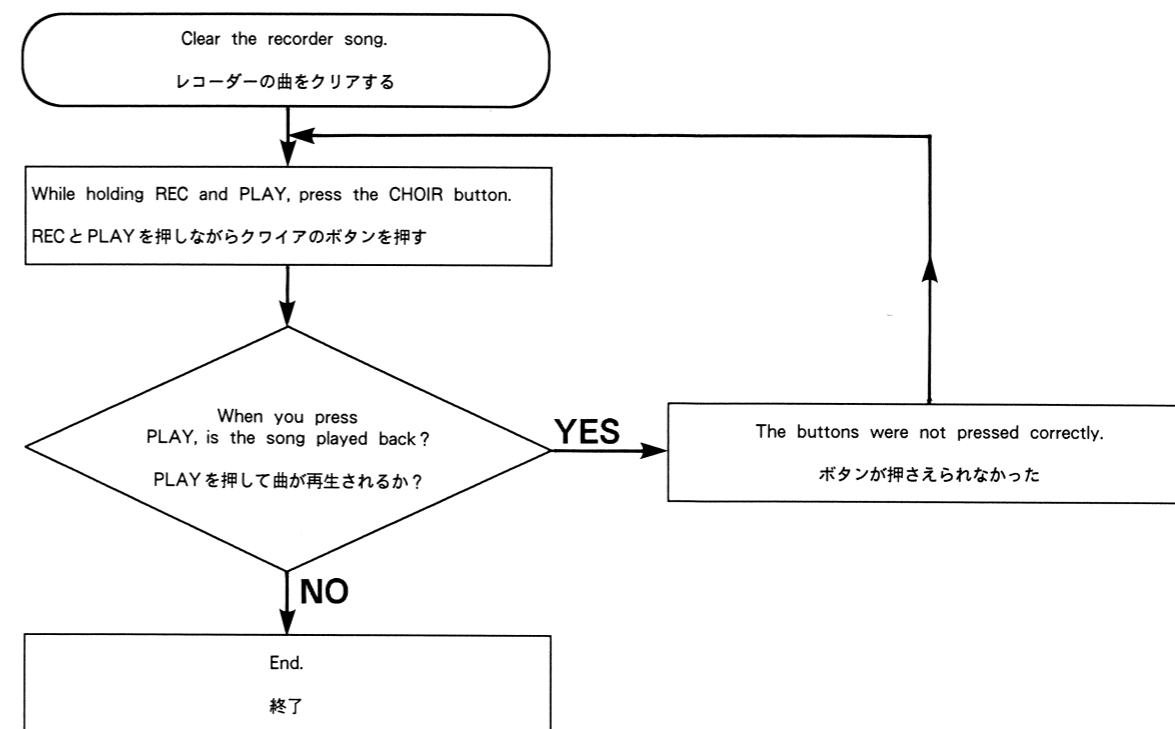 Clear the recorder song.
レコーダーの曲をクリアする
While holding REC and PLAY, press the CHOIR button.
RECとPLAYを押しながらクワイアのボタンを押す
When you press
PLAY, is the song played back?
PLAYを押して曲が再生されるか?
YES
The buttons were not pressed correctly.
ボタンが押さえられなかった
NO
End.
終了